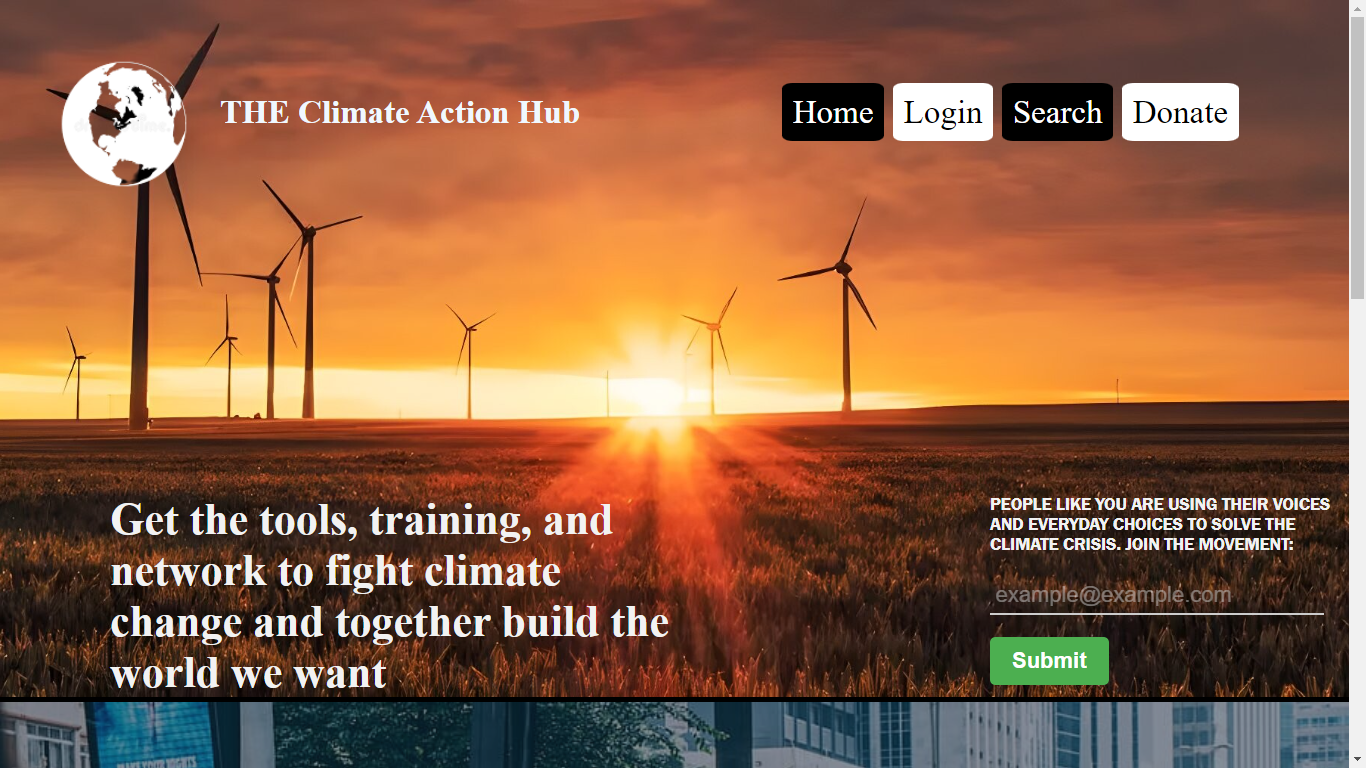 THE Climate Action Hub
Home
Login
Search
Donate
Get the tools, training, and
network to fight climate
change and together build the
world we want
PEOPLE LIKE YOU ARE USING THEIR VOICES
AND EVERYDAY CHOICES TO SOLVE THE
CLIMATE CRISIS. JOIN THE MOVEMENT:
example@example.com
Submit